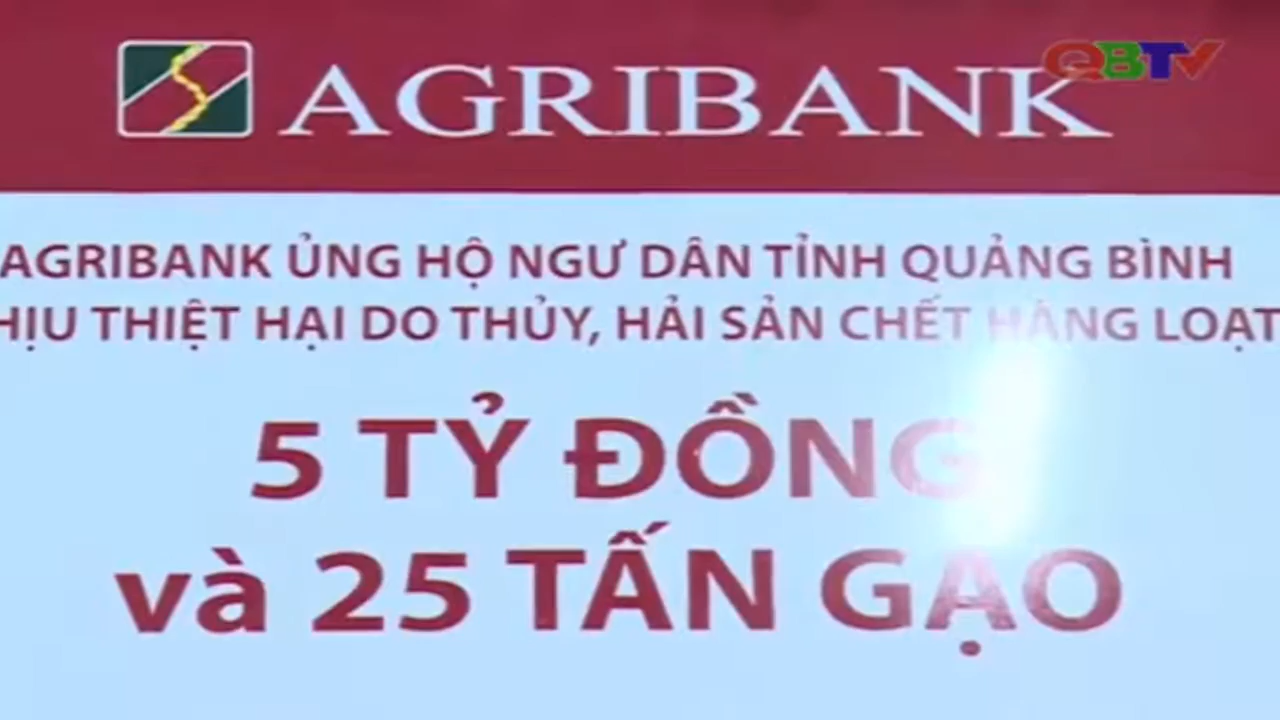 AGRIBANK
QBTV
AGRIBANK ỦNG HỘ NGƯ DÂN TỈNH QUẢNG BÌNH
HỊU THIỆT HẠI DO THỦY, HẢI SẢN CHẾT HÀNG LOẠT
5 TỶ ĐỒNG
và 25 TẤN GẠO